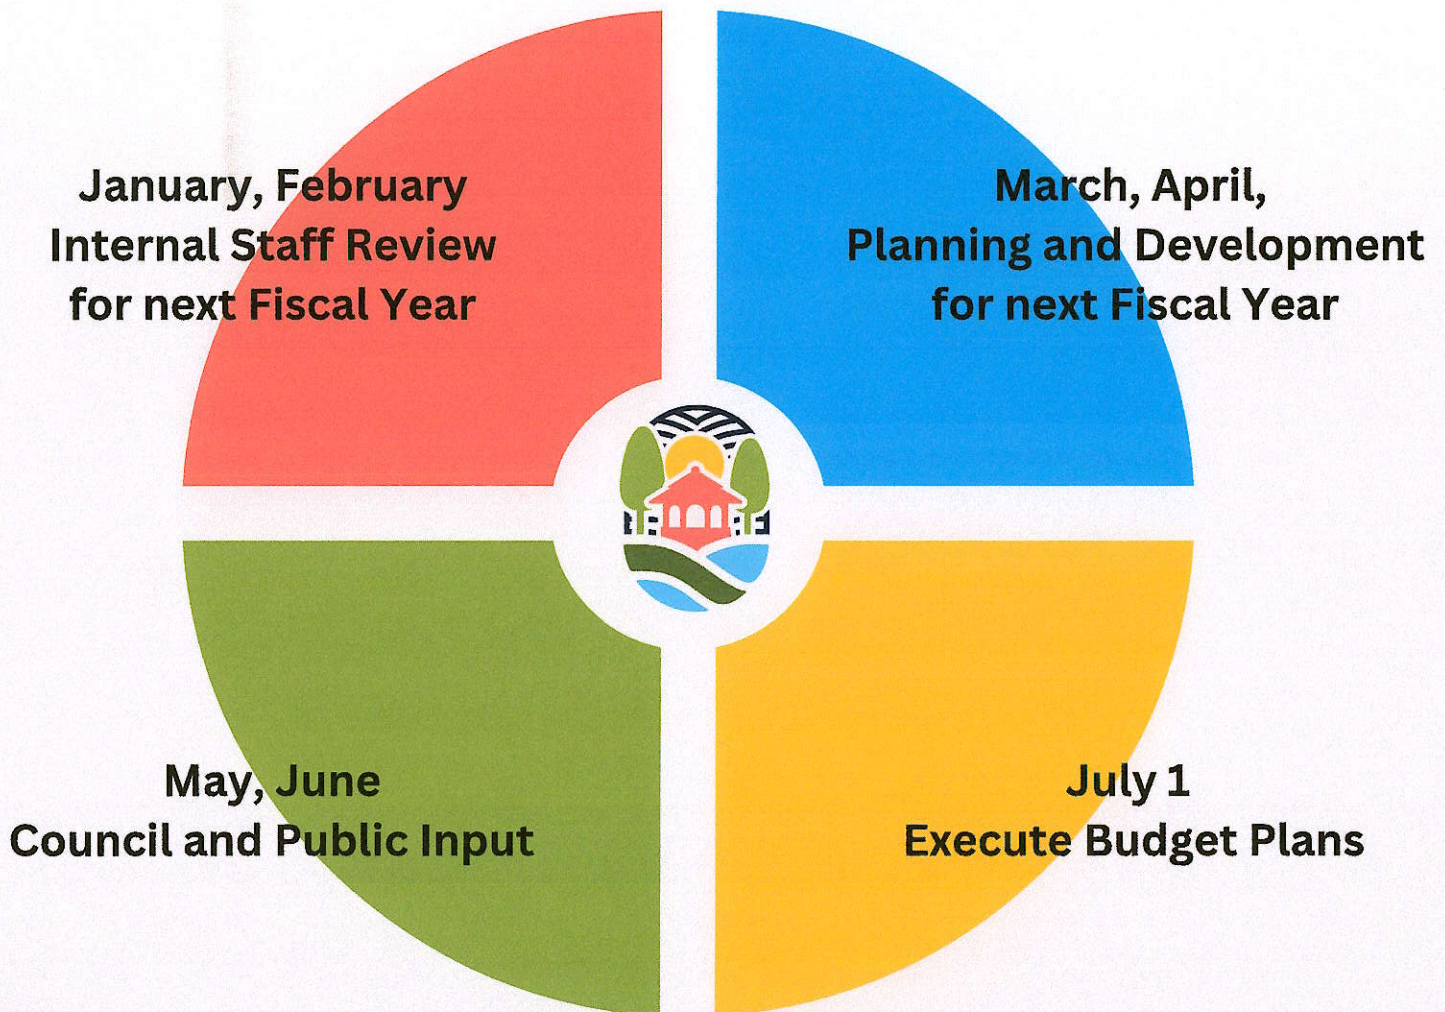 January, February
Internal Staff Review
for next Fiscal Year
March, April,
Planning and Development
for next Fiscal Year
May, June
Council and Public Input
July 1
Execute Budget Plans